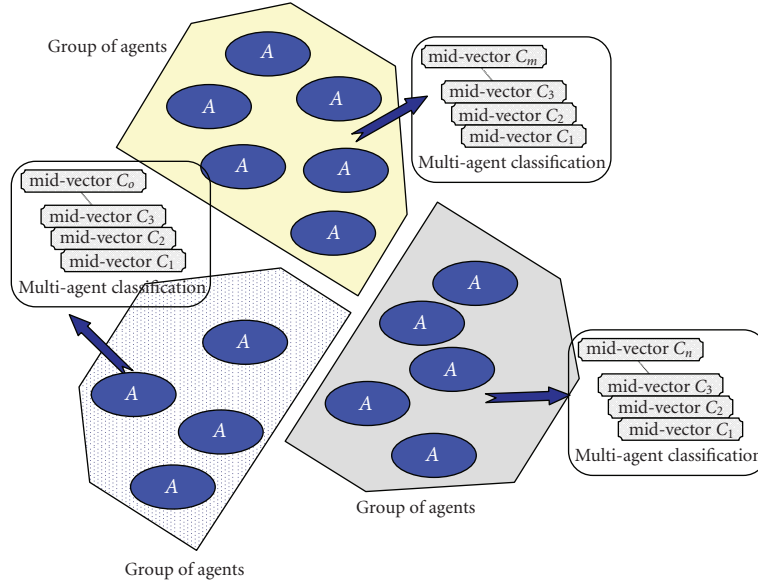 Group of agents
A
A
A
A
A
A
A
mid-vector Cm
mid-vector C3
mid-vector C2
mid-vector C1
Multi-agent classification
mid-vector Co
mid-vector C3
mid-vector C2
mid-vector C1
Multi-agent classification
A
A
A
A
Group of agents
A
A
A
A
A
Group of agents
mid-vector Cn
mid-vector C3
mid-vector C2
mid-vector C1
Multi-agent classification